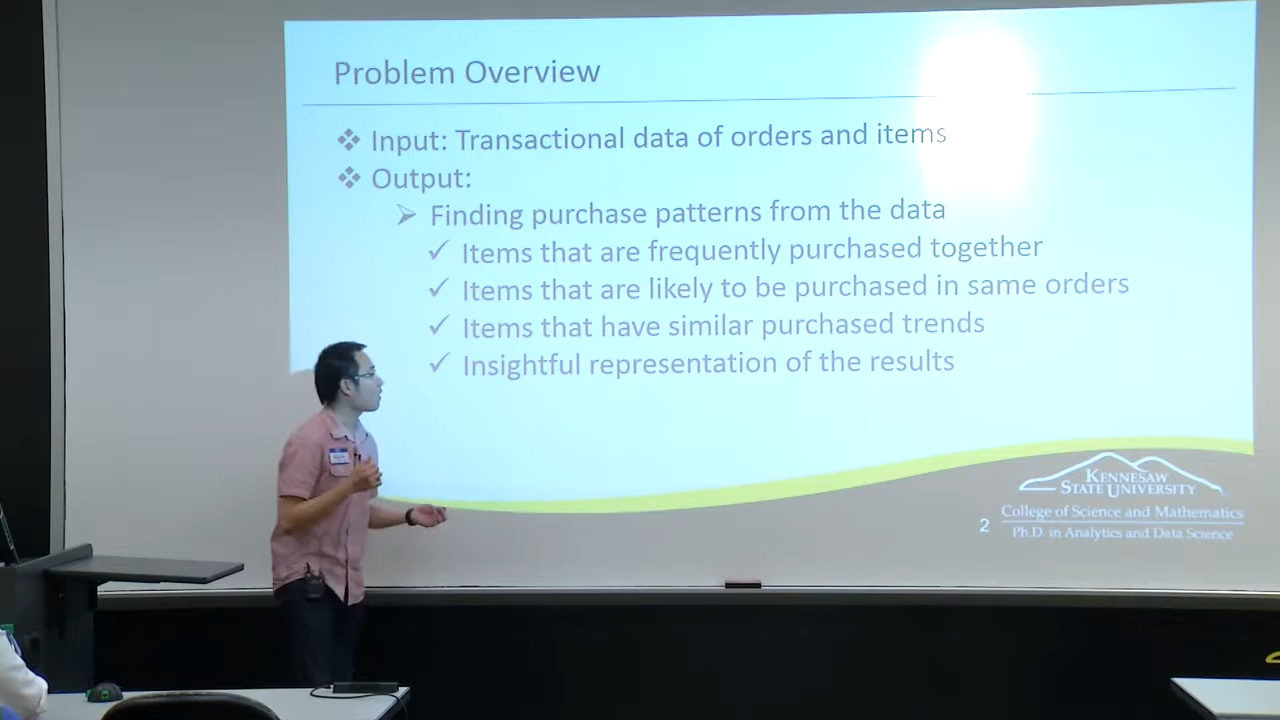 Problem Overview
Input: Transactional data of orders and items
Output:
Finding purchase patterns from the data
Items that are frequently purchased together
Items that are likely to be purchased in same orders
Items that have similar purchased trends
Insightful representation of the results
KENNESAW
STATE UNIVERSITY
College of Science and Mathematics
2
Ph.D. in Analytics and Data Science